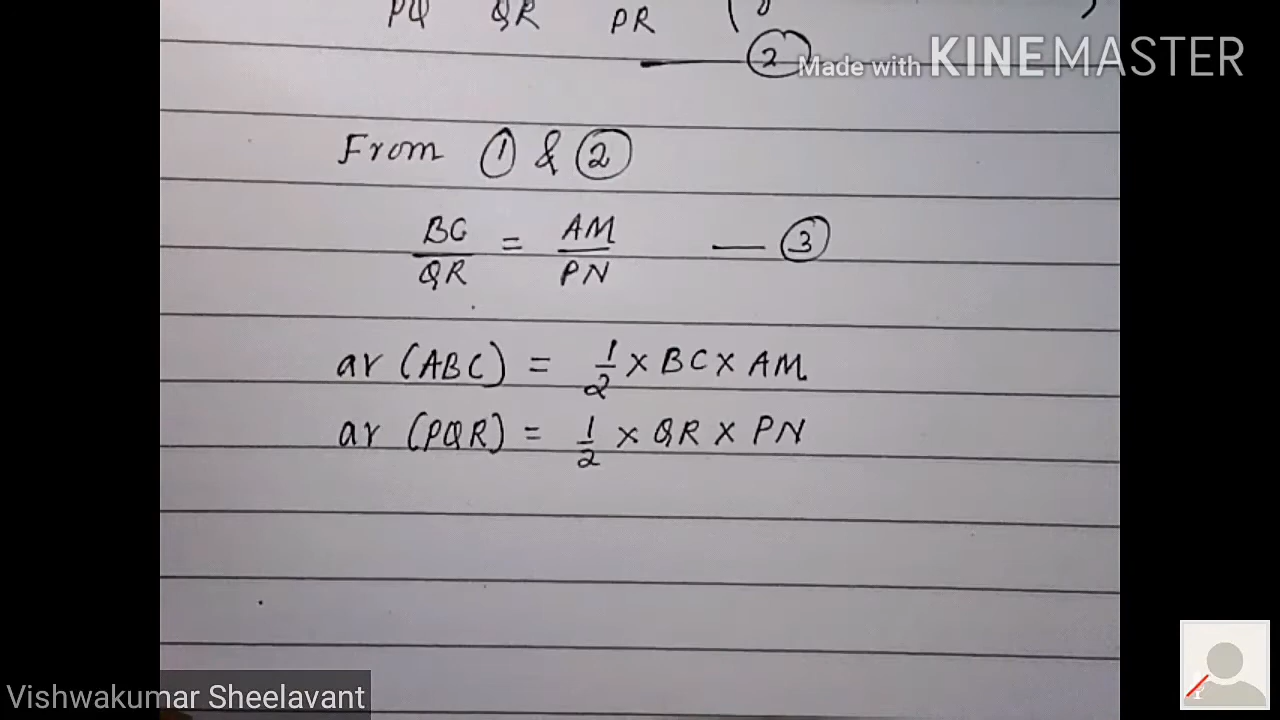 PQ QR PR
②
Made with KINEMASTER
From ① & ②
BC/QR = AM/PN — ③
ar (ABC) = 1/2 × BC × AM
ar (PQR) = 1/2 × QR × PN
Vishwakumar Sheelavant